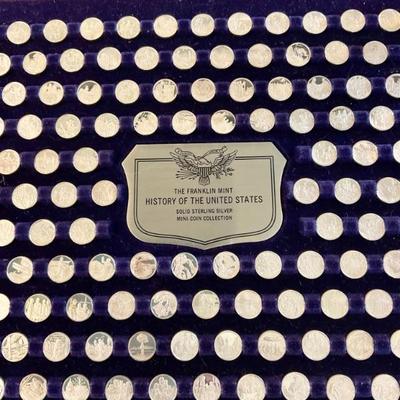 THE FRANKLIN MINT
HISTORY OF THE UNITED STATES
SOLID STERLING SILVER
MINI-COIN COLLECTION